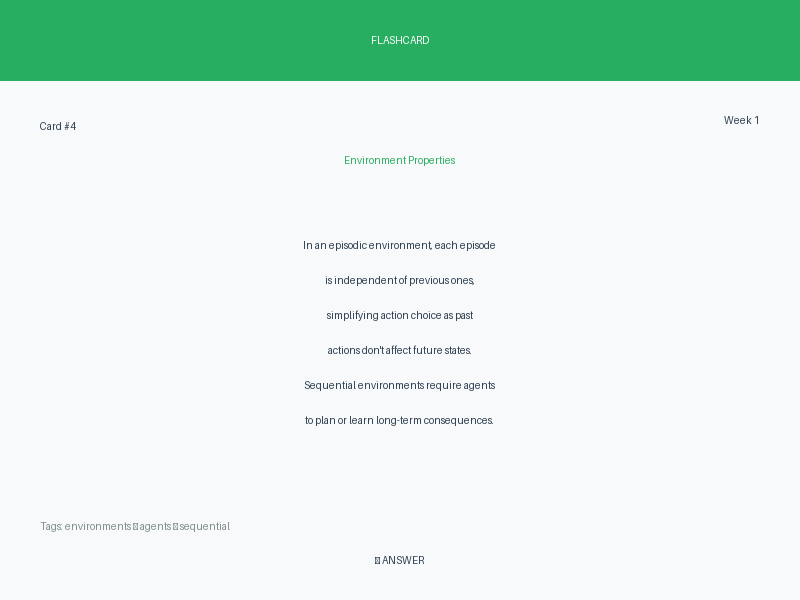 FLASHCARD
Card #4
Week 1
Environment Properties
In an episodic environment, each episode
is independent of previous ones,
simplifying action choice as past
actions don't affect future states.
Sequential environments require agents
to plan or learn long-term consequences.
Tags: environments agents sequential
ANSWER